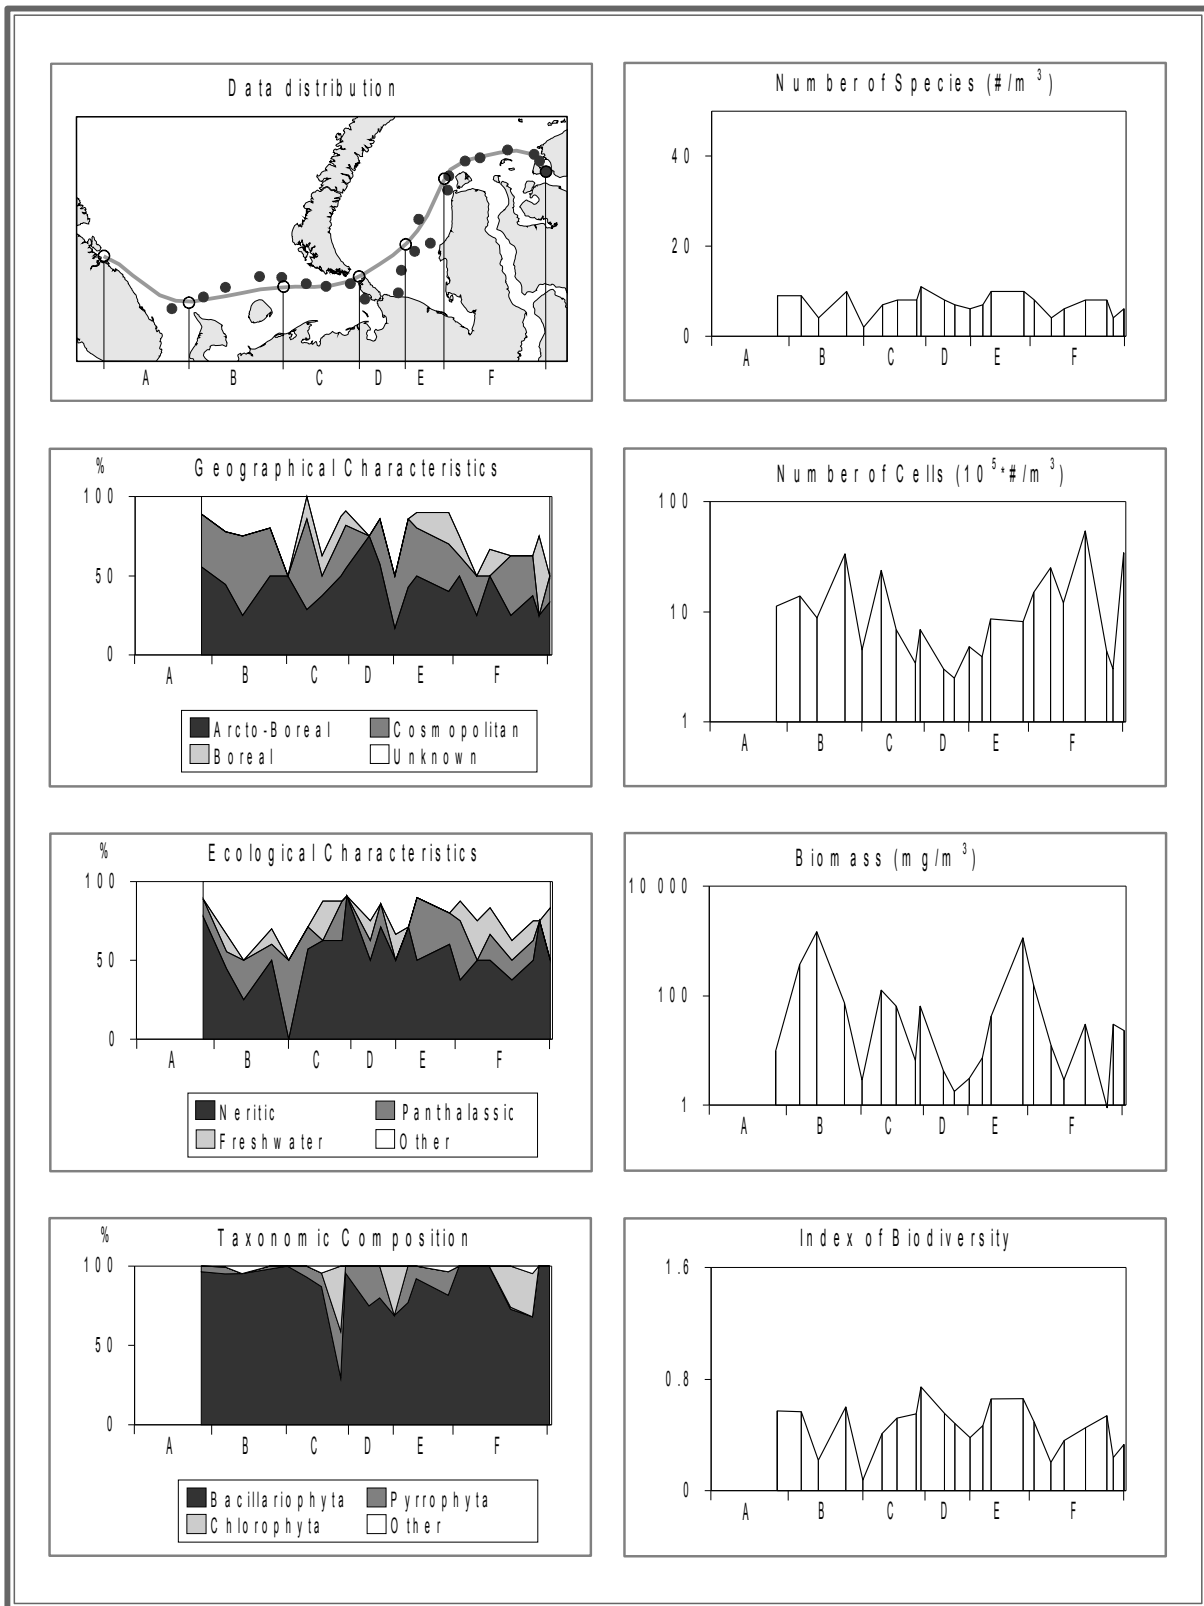 Data distribution
A B C D E F
Number of Species (#/m³)
40
20
0
A B C D E F
% Geographical Characteristics
100
50
0
A B C D E F
Arcto-Boreal Cosmopolitan
Boreal Unknown
Number of Cells (10⁵*#/m³)
100
10
1
A B C D E F
% Ecological Characteristics
100
50
0
A B C D E F
Neritic Panthalassic
Freshwater Other
Biomass (mg/m³)
10 000
100
1
A B C D E F
% Taxonomic Composition
100
50
0
A B C D E F
Bacillariophyta Pyrrophyta
Chlorophyta Other
Index of Biodiversity
1.6
0.8
0
A B C D E F